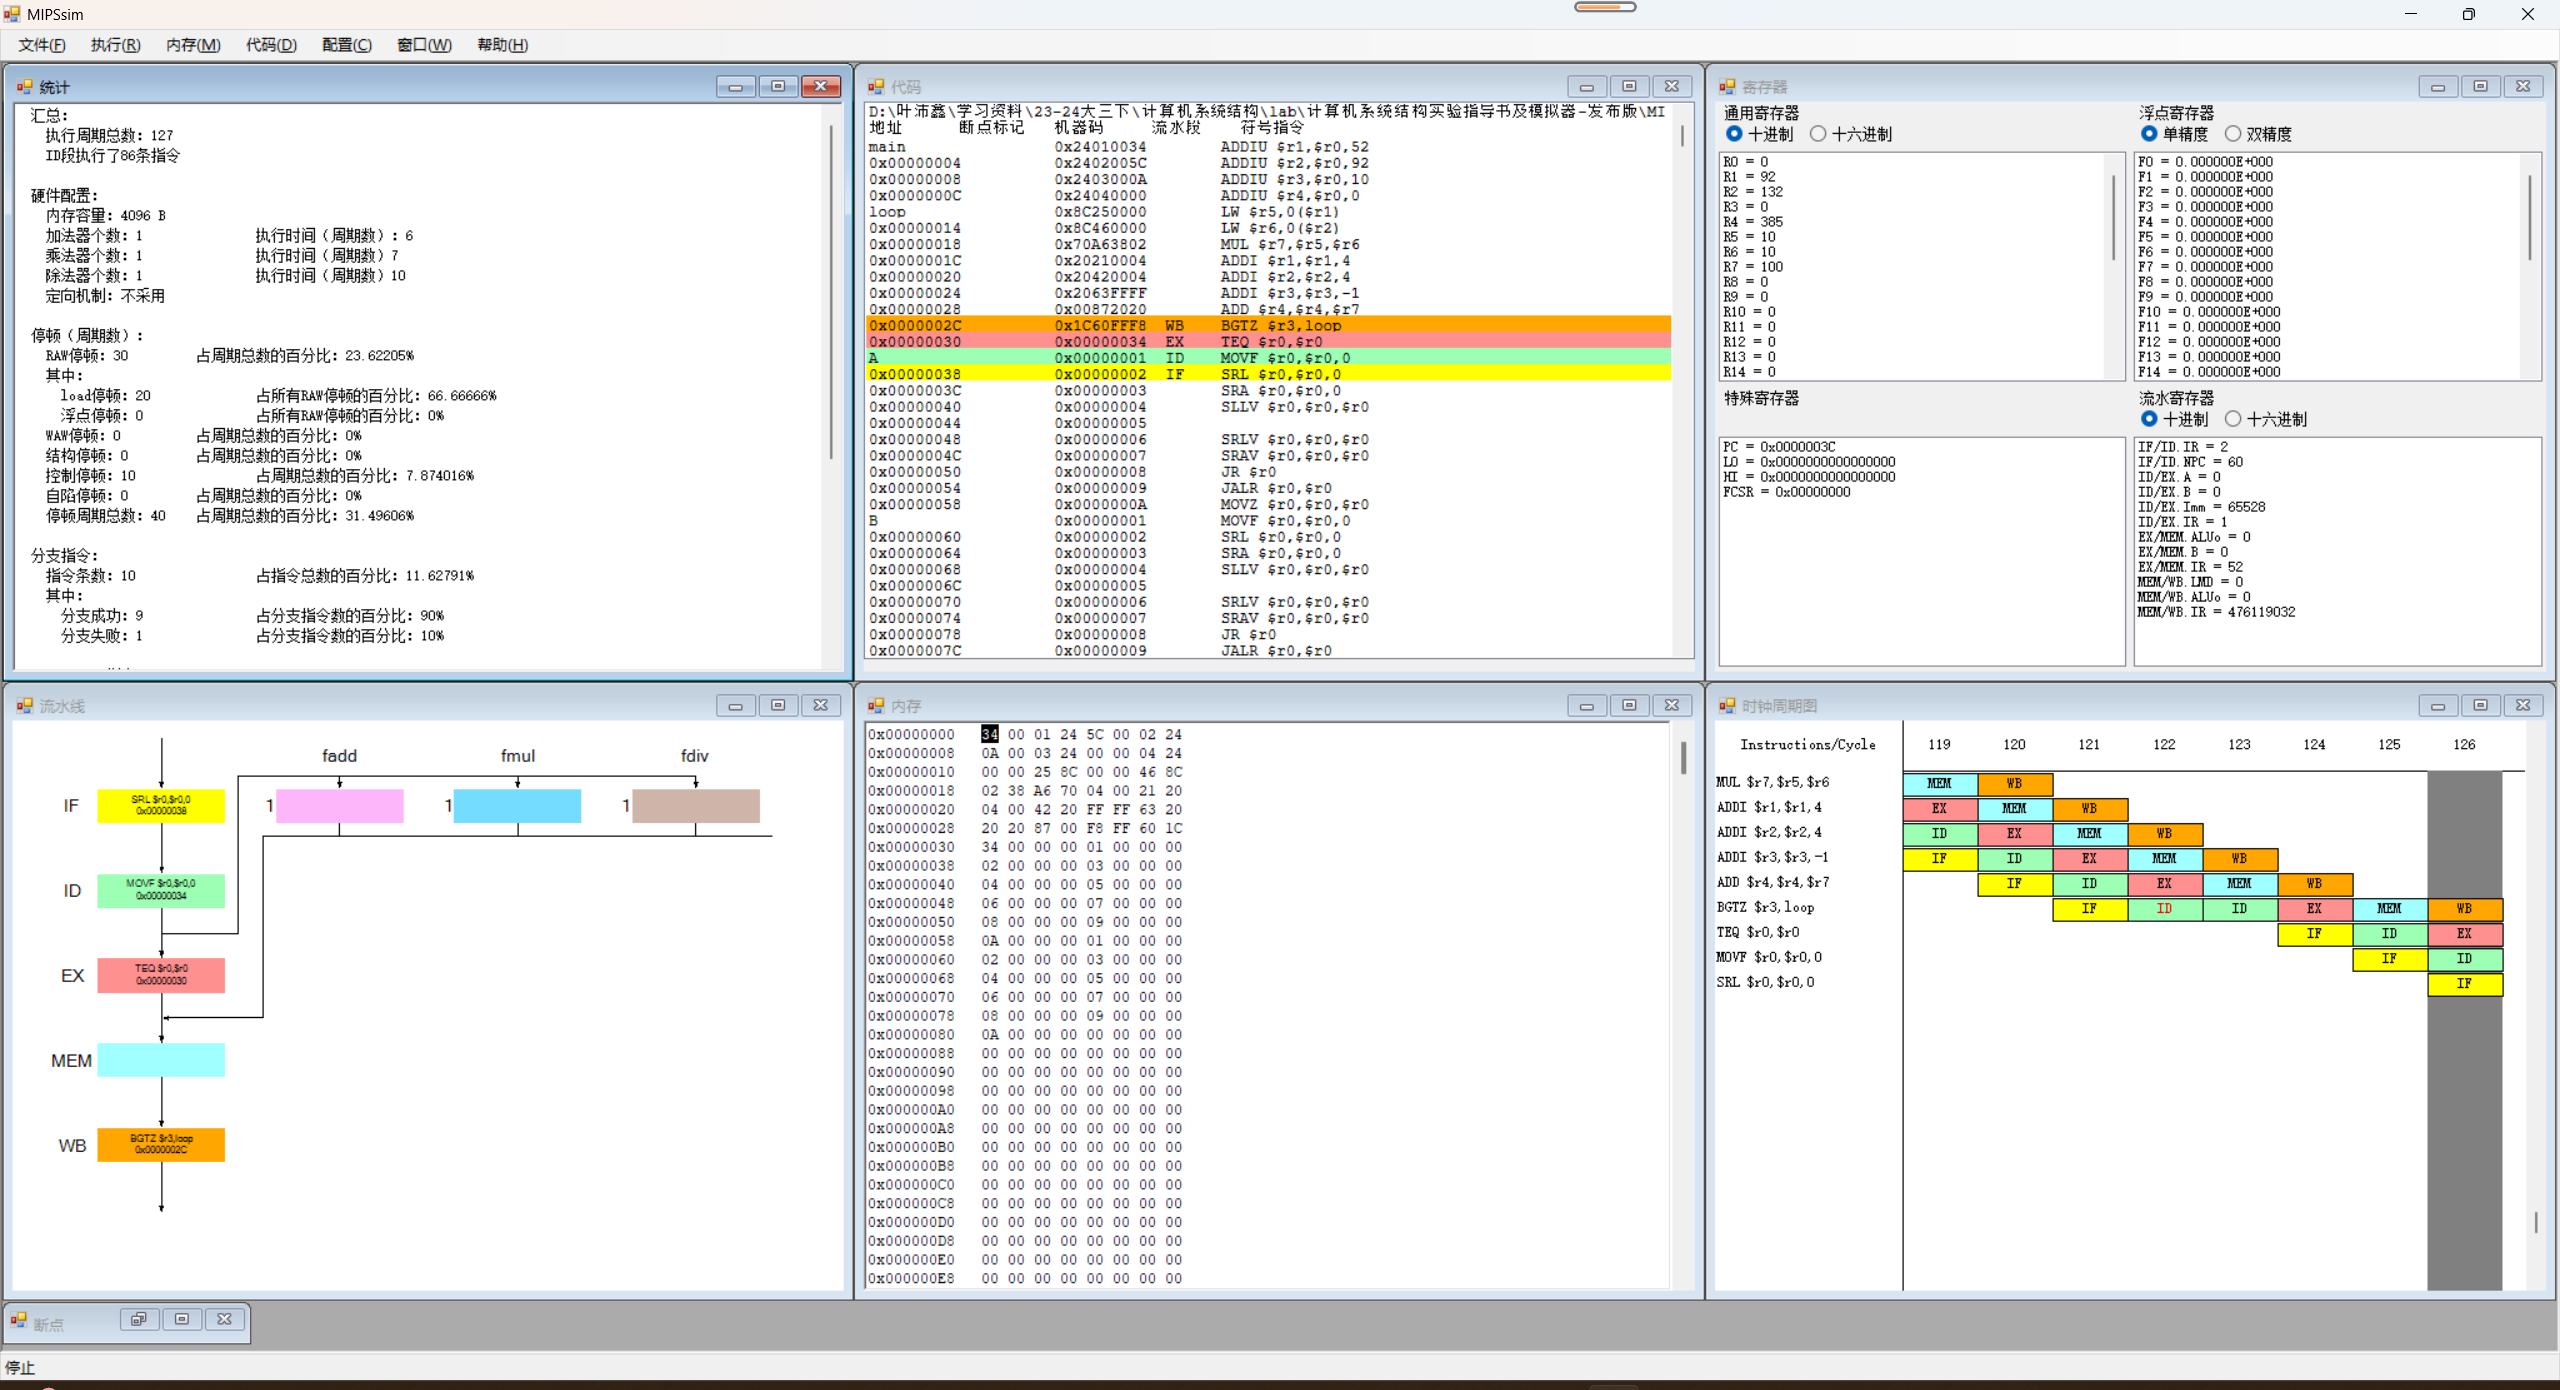 MIPSsim
文件(F) 执行(R) 内存(M) 代码(D) 配置(C) 窗口(W) 帮助(H)
统计
汇总:
执行周期总数: 127
ID段执行了86条指令
硬件配置:
内存容量: 4096 B
加法器个数: 1 执行时间(周期数): 6
乘法器个数: 1 执行时间(周期数) 7
除法器个数: 1 执行时间(周期数) 10
定向机制: 不采用
停顿(周期数):
RAW停顿: 30 占周期总数的百分比: 23.62205%
其中:
load停顿: 20 占所有RAW停顿的百分比: 66.66666%
浮点停顿: 0 占所有RAW停顿的百分比: 0%
WAW停顿: 0 占周期总数的百分比: 0%
结构停顿: 0 占周期总数的百分比: 0%
控制停顿: 10 占周期总数的百分比: 7.874016%
自陷停顿: 0 占周期总数的百分比: 0%
停顿周期总数: 40 占周期总数的百分比: 31.49606%
分支指令:
指令条数: 10 占指令总数的百分比: 11.62791%
其中:
分支成功: 9 占分支指令数的百分比: 90%
分支失败: 1 占分支指令数的百分比: 10%
代码
D:\叶沛鑫\学习资料\23-24大三下\计算机系统结构\lab\计算机系统结构实验指导书及模拟器-发布版\MI
地址 断点标记 机器码 流水段 符号指令
main 0x24010034 ADDIU $r1,$r0,52
0x00000004 0x2402005C ADDIU $r2,$r0,92
0x00000008 0x2403000A ADDIU $r3,$r0,10
0x0000000C 0x24040000 ADDIU $r4,$r0,0
loop 0x8C250000 LW $r5,0($r1)
0x00000014 0x8C460000 LW $r6,0($r2)
0x00000018 0x70A63802 MUL $r7,$r5,$r6
0x0000001C 0x20210004 ADDI $r1,$r1,4
0x00000020 0x20420004 ADDI $r2,$r2,4
0x00000024 0x2063FFFF ADDI $r3,$r3,-1
0x00000028 0x00872020 ADD $r4,$r4,$r7
0x0000002C 0x1C60FFF8 WB BGTZ $r3,loop
0x00000030 0x00000034 EX TEQ $r0,$r0
A 0x00000001 ID MOVF $r0,$r0,0
0x00000038 0x00000002 IF SRL $r0,$r0,0
0x0000003C 0x00000003 SRA $r0,$r0,0
0x00000040 0x00000004 SLLV $r0,$r0,$r0
0x00000044 0x00000005
0x00000048 0x00000006 SRLV $r0,$r0,$r0
0x0000004C 0x00000007 SRAV $r0,$r0,$r0
0x00000050 0x00000008 JR $r0
0x00000054 0x00000009 JALR $r0,$r0
0x00000058 0x0000000A MOVZ $r0,$r0,$r0
B 0x00000001 MOVF $r0,$r0,0
0x00000060 0x00000002 SRL $r0,$r0,0
0x00000064 0x00000003 SRA $r0,$r0,0
0x00000068 0x00000004 SLLV $r0,$r0,$r0
0x0000006C 0x00000005
0x00000070 0x00000006 SRLV $r0,$r0,$r0
0x00000074 0x00000007 SRAV $r0,$r0,$r0
0x00000078 0x00000008 JR $r0
0x0000007C 0x00000009 JALR $r0,$r0
寄存器
通用寄存器
十进制 十六进制
R0 = 0
R1 = 92
R2 = 132
R3 = 0
R4 = 385
R5 = 10
R6 = 10
R7 = 100
R8 = 0
R9 = 0
R10 = 0
R11 = 0
R12 = 0
R13 = 0
R14 = 0
浮点寄存器
单精度 双精度
F0 = 0.000000E+000
F1 = 0.000000E+000
F2 = 0.000000E+000
F3 = 0.000000E+000
F4 = 0.000000E+000
F5 = 0.000000E+000
F6 = 0.000000E+000
F7 = 0.000000E+000
F8 = 0.000000E+000
F9 = 0.000000E+000
F10 = 0.000000E+000
F11 = 0.000000E+000
F12 = 0.000000E+000
F13 = 0.000000E+000
F14 = 0.000000E+000
特殊寄存器
PC = 0x0000003C
LO = 0x0000000000000000
HI = 0x0000000000000000
FCSR = 0x00000000
流水寄存器
十进制 十六进制
IF/ID.IR = 2
IF/ID.NPC = 60
ID/EX.A = 0
ID/EX.B = 0
ID/EX.Imm = 65528
ID/EX.IR = 1
EX/MEM.ALUo = 0
EX/MEM.B = 0
EX/MEM.IR = 52
MEM/WB.LMD = 0
MEM/WB.ALUo = 0
MEM/WB.IR = 476119032
流水线
fadd fmul fdiv
IF SRL $r0,$r0,0 1 1 1
0x00000038
ID MOVF $r0,$r0,0
0x00000034
EX TEQ $r0,$r0
0x00000030
MEM
WB BGTZ $r3,loop
0x0000002C
内存
0x00000000 34 00 01 24 5C 00 02 24
0x00000008 0A 00 03 24 00 00 04 24
0x00000010 00 00 25 8C 00 00 46 8C
0x00000018 02 38 A6 70 04 00 21 20
0x00000020 04 00 42 20 FF FF 63 20
0x00000028 20 20 87 00 F8 FF 60 1C
0x00000030 34 00 00 00 01 00 00 00
0x00000038 02 00 00 00 03 00 00 00
0x00000040 04 00 00 00 05 00 00 00
0x00000048 06 00 00 00 07 00 00 00
0x00000050 08 00 00 00 09 00 00 00
0x00000058 0A 00 00 00 01 00 00 00
0x00000060 02 00 00 00 03 00 00 00
0x00000068 04 00 00 00 05 00 00 00
0x00000070 06 00 00 00 07 00 00 00
0x00000078 08 00 00 00 09 00 00 00
0x00000080 0A 00 00 00 00 00 00 00
0x00000088 00 00 00 00 00 00 00 00
0x00000090 00 00 00 00 00 00 00 00
0x00000098 00 00 00 00 00 00 00 00
0x000000A0 00 00 00 00 00 00 00 00
0x000000A8 00 00 00 00 00 00 00 00
0x000000B0 00 00 00 00 00 00 00 00
0x000000B8 00 00 00 00 00 00 00 00
0x000000C0 00 00 00 00 00 00 00 00
0x000000C8 00 00 00 00 00 00 00 00
0x000000D0 00 00 00 00 00 00 00 00
0x000000D8 00 00 00 00 00 00 00 00
0x000000E0 00 00 00 00 00 00 00 00
0x000000E8 00 00 00 00 00 00 00 00
时钟周期图
Instructions/Cycle 119 120 121 122 123 124 125 126
MUL $r7,$r5,$r6 MEM WB
ADDI $r1,$r1,4 EX MEM WB
ADDI $r2,$r2,4 ID EX MEM WB
ADDI $r3,$r3,-1 IF ID EX MEM WB
ADD $r4,$r4,$r7 IF ID EX MEM WB
BGTZ $r3,loop IF ID ID EX MEM WB
TEQ $r0,$r0 IF ID EX
MOVF $r0,$r0,0 IF ID
SRL $r0,$r0,0 IF
断点
停止